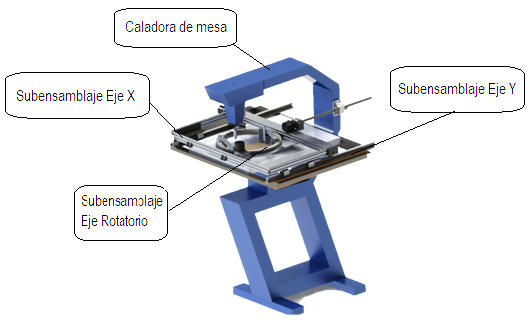 Caladora de mesa
Subensamblaje Eje X
Subensamblaje Eje Y
Subensamblaje
Eje Rotatorio